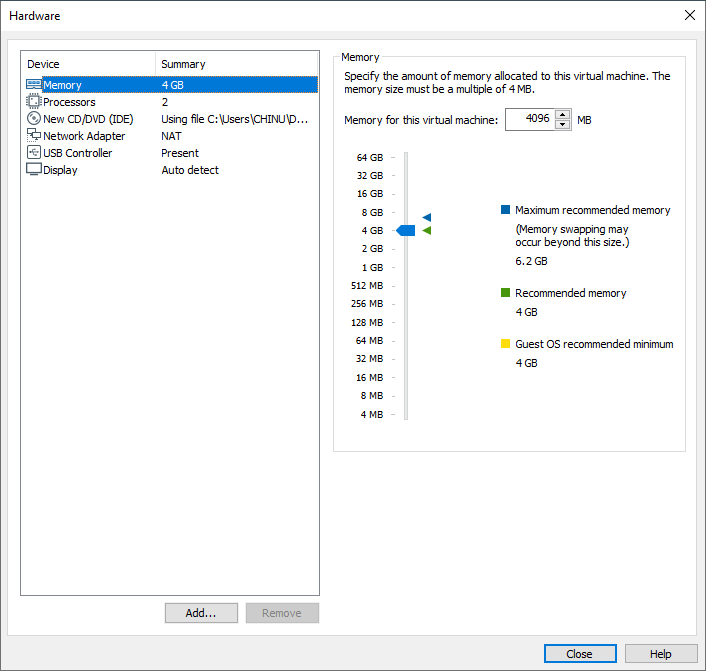 Hardware
Device Summary
Memory 4 GB
Processors 2
New CD/DVD (IDE) Using file C:\Users\CHINU\D...
Network Adapter NAT
USB Controller Present
Display Auto detect
Add...
Remove
Memory
Specify the amount of memory allocated to this virtual machine. The
memory size must be a multiple of 4 MB.
Memory for this virtual machine: 4096 MB
64 GB
32 GB
16 GB
8 GB
4 GB
2 GB
1 GB
512 MB
256 MB
128 MB
64 MB
32 MB
16 MB
8 MB
4 MB
Maximum recommended memory
(Memory swapping may
occur beyond this size.)
6.2 GB
Recommended memory
4 GB
Guest OS recommended minimum
4 GB
Close
Help